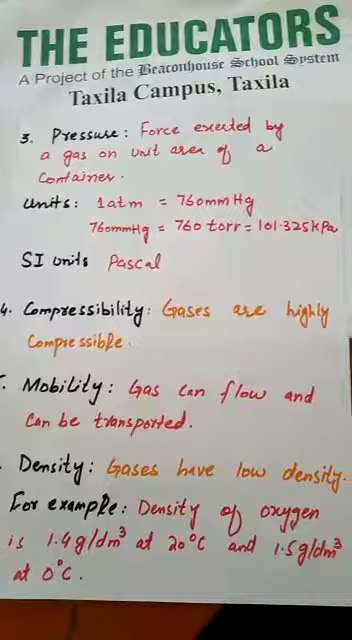 THE EDUCATORS
A Project of the Beaconhouse School System
Taxila Campus, Taxila
3. Pressure: Force exerted by
a gas on unit area of a
Container.
Units: 1atm = 760mmHg
760mmHg = 760 torr = 101.325kPa
SI units Pascal
4. Compressibility: Gases are highly
Compressible.
Mobility: Gas can flow and
Can be transported.
Density: Gases have low density.
For example: Density of oxygen
is 1.4g/dm³ at 20°C and 1.5g/dm³
at 0°C.